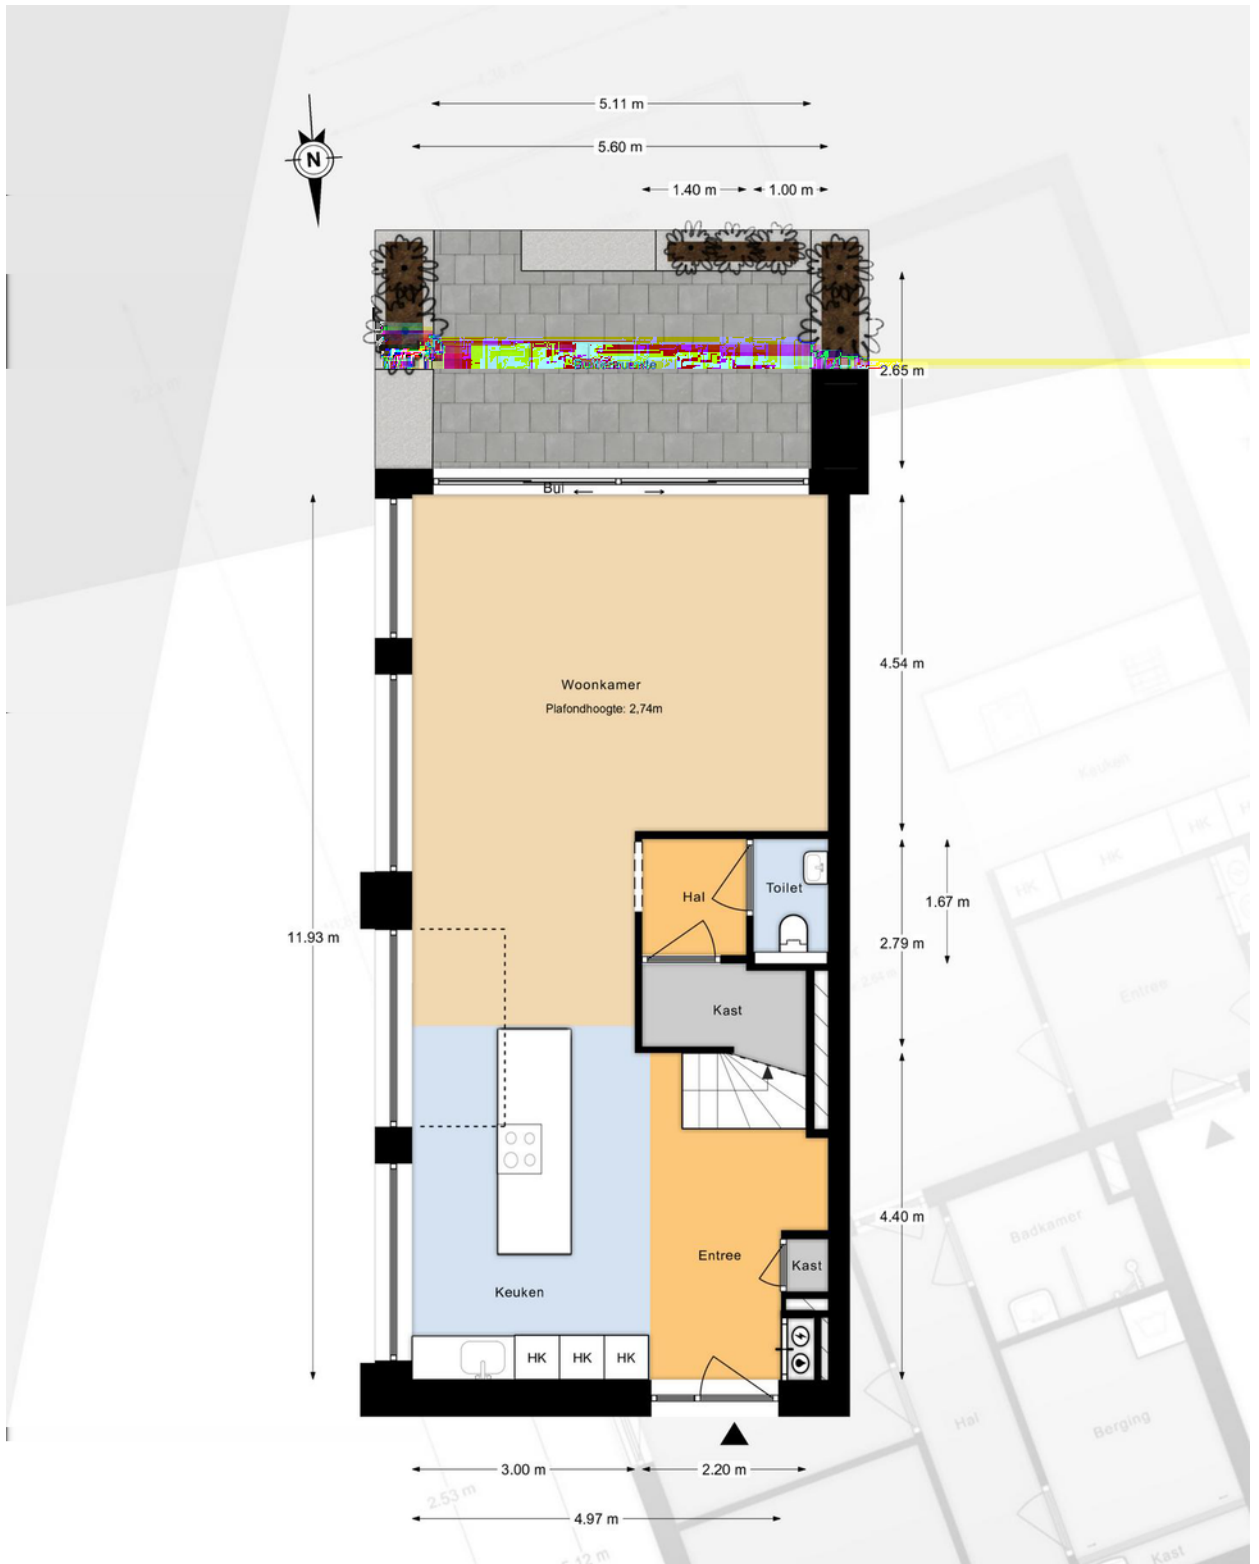 5.11 m
5.60 m
1.40 m
1.00 m
N
2.65 m
Woonkamer
Plafondhoogte: 2,74m
4.54 m
Hal
Toilet
1.67 m
11.93 m
2.79 m
Kast
Keuken
HK
HK
HK
Entree
Entree
4.40 m
Badkamer
Kast
Keuken
HK
HK
HK
Hal
Berging
3.00 m
2.20 m
2.53 m
4.97 m
Kast